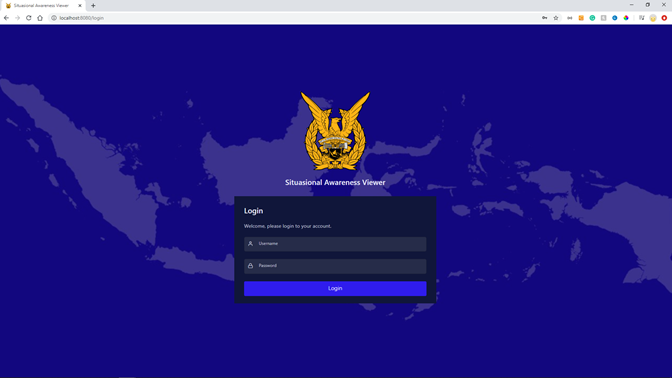 Situasional Awareness Viewer
localhost:8080/login
Situasional Awareness Viewer
Login
Welcome, please login to your account.
Username
Password
Login